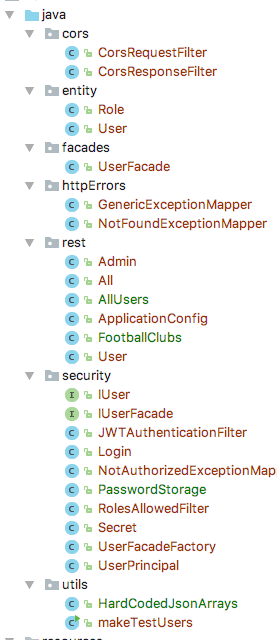 java
cors
CorsRequestFilter
CorsResponseFilter
entity
Role
User
facades
UserFacade
httpErrors
GenericExceptionMapper
NotFoundExceptionMapper
rest
Admin
All
AllUsers
ApplicationConfig
FootballClubs
User
security
IUser
IUserFacade
JWTAuthenticationFilter
Login
NotAuthorizedExceptionMap
PasswordStorage
RolesAllowedFilter
Secret
UserFacadeFactory
UserPrincipal
utils
HardCodedJsonArrays
makeTestUsers